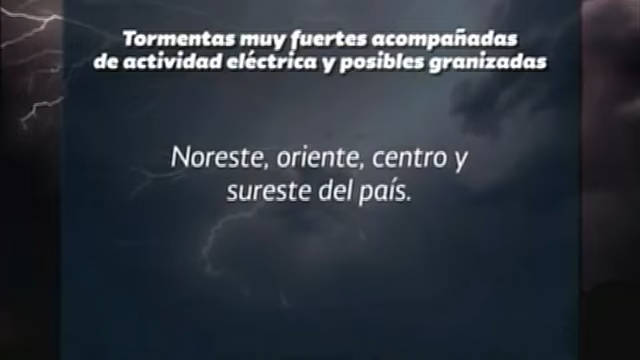 Tormentas muy fuertes acompañadas
de actividad eléctrica y posibles granizadas
Noreste, oriente, centro y
sureste del país.